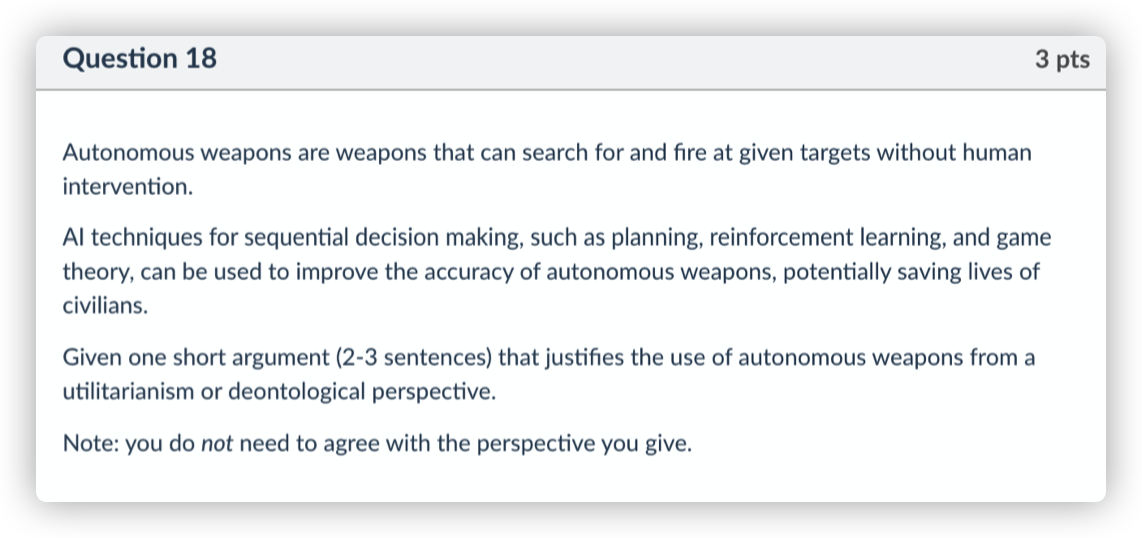 Question 18
3 pts
Autonomous weapons are weapons that can search for and fire at given targets without human
intervention.
AI techniques for sequential decision making, such as planning, reinforcement learning, and game
theory, can be used to improve the accuracy of autonomous weapons, potentially saving lives of
civilians.
Given one short argument (2-3 sentences) that justifies the use of autonomous weapons from a
utilitarianism or deontological perspective.
Note: you do not need to agree with the perspective you give.